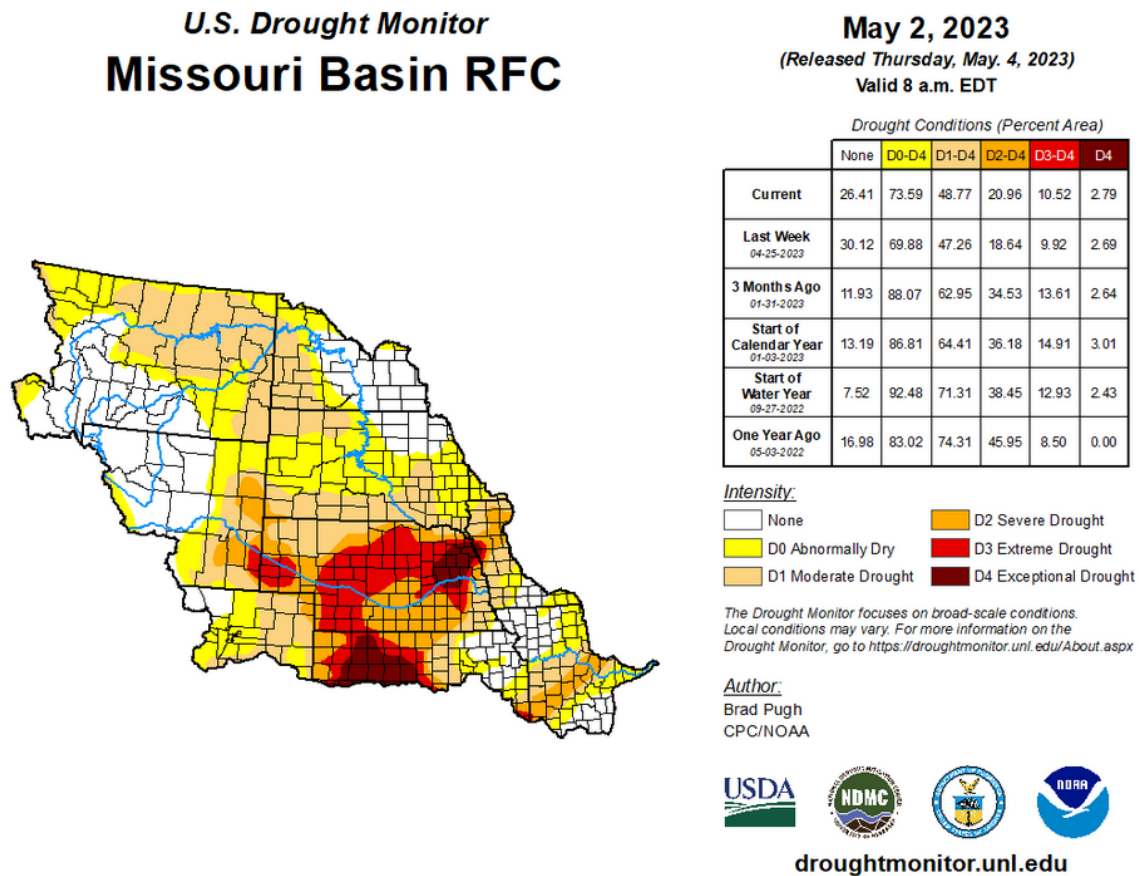 U.S. Drought Monitor
Missouri Basin RFC
May 2, 2023
(Released Thursday, May. 4, 2023)
Valid 8 a.m. EDT
Drought Conditions (Percent Area)
None D0-D4 D1-D4 D2-D4 D3-D4 D4
Current 26.41 73.59 48.77 20.96 10.52 2.79
Last Week
04-25-2023 30.12 69.88 47.26 18.64 9.92 2.69
3 Months Ago
01-31-2023 11.93 88.07 62.95 34.53 13.61 2.64
Start of
Calendar Year
01-03-2023 13.19 86.81 64.41 36.18 14.91 3.01
Start of
Water Year
09-27-2022 7.52 92.48 71.31 38.45 12.93 2.43
One Year Ago
05-03-2022 16.98 83.02 74.31 45.95 8.50 0.00
Intensity:
None
D0 Abnormally Dry
D1 Moderate Drought
D2 Severe Drought
D3 Extreme Drought
D4 Exceptional Drought
The Drought Monitor focuses on broad-scale conditions.
Local conditions may vary. For more information on the
Drought Monitor, go to https://droughtmonitor.unl.edu/About.aspx
Author:
Brad Pugh
CPC/NOAA
USDA
NDMC
NOAA
droughtmonitor.unl.edu